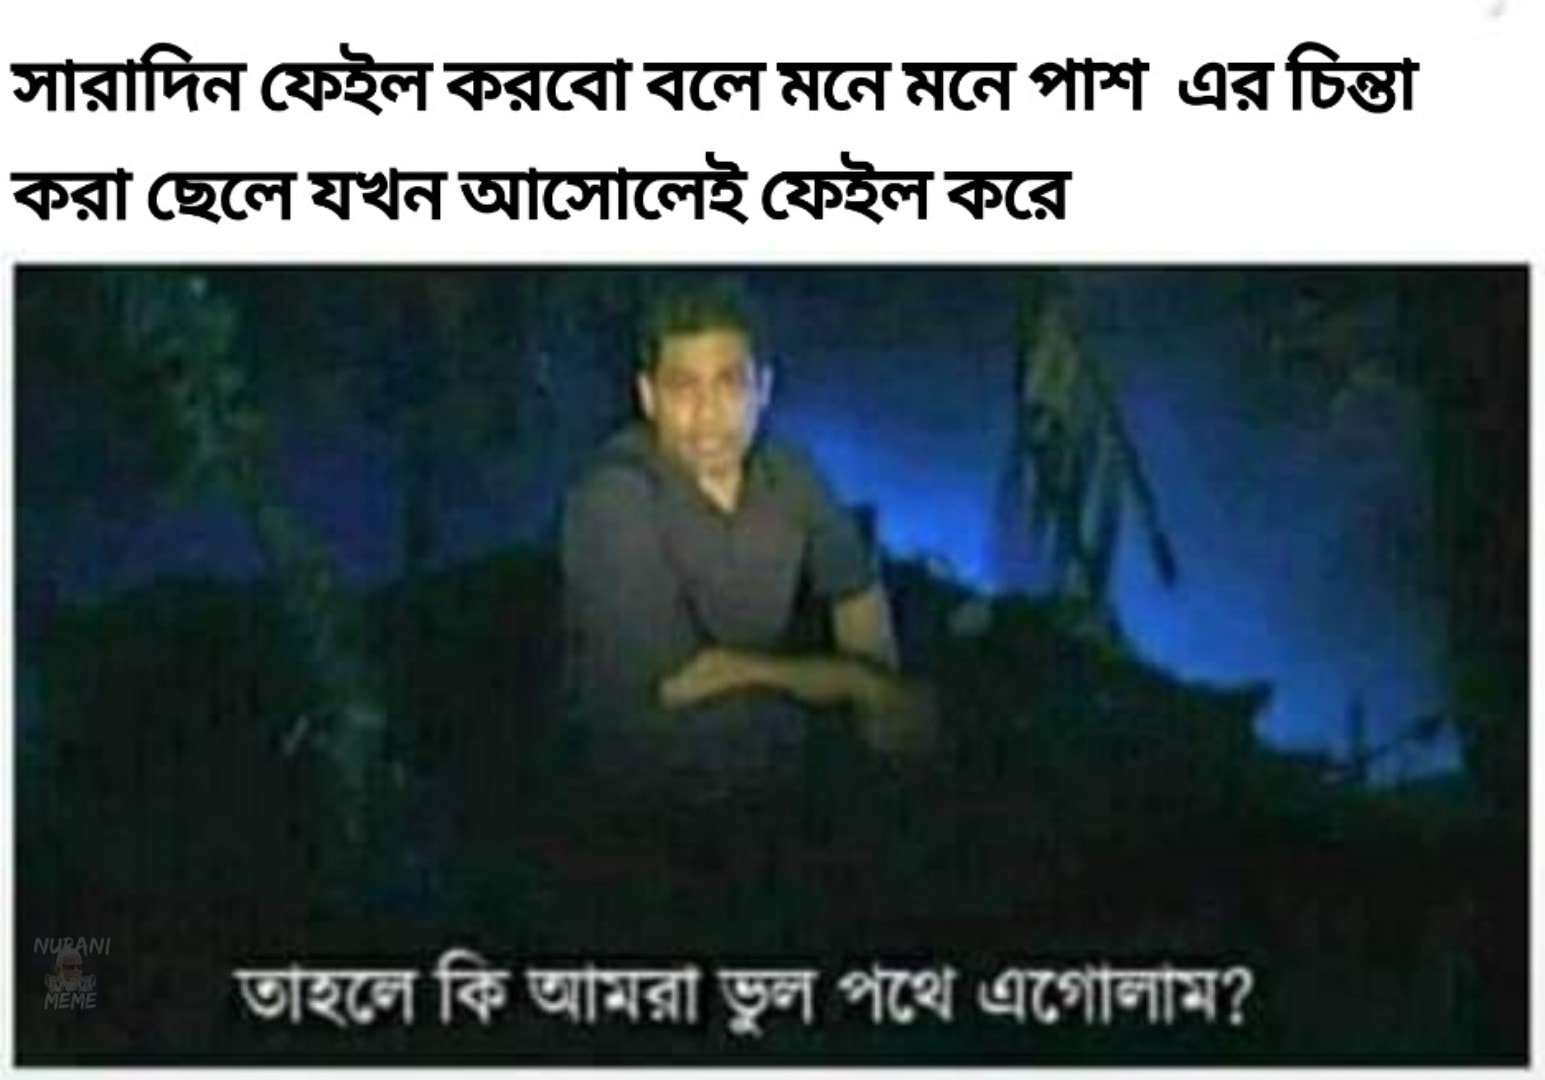 সারাদিন ফেইল করবো বলে মনে মনে পাশ এর চিন্তা
করা ছেলে যখন আসোলেই ফেইল করে
NURANI
MEME
তাহলে কি আমরা ভুল পথে এগোলাম?